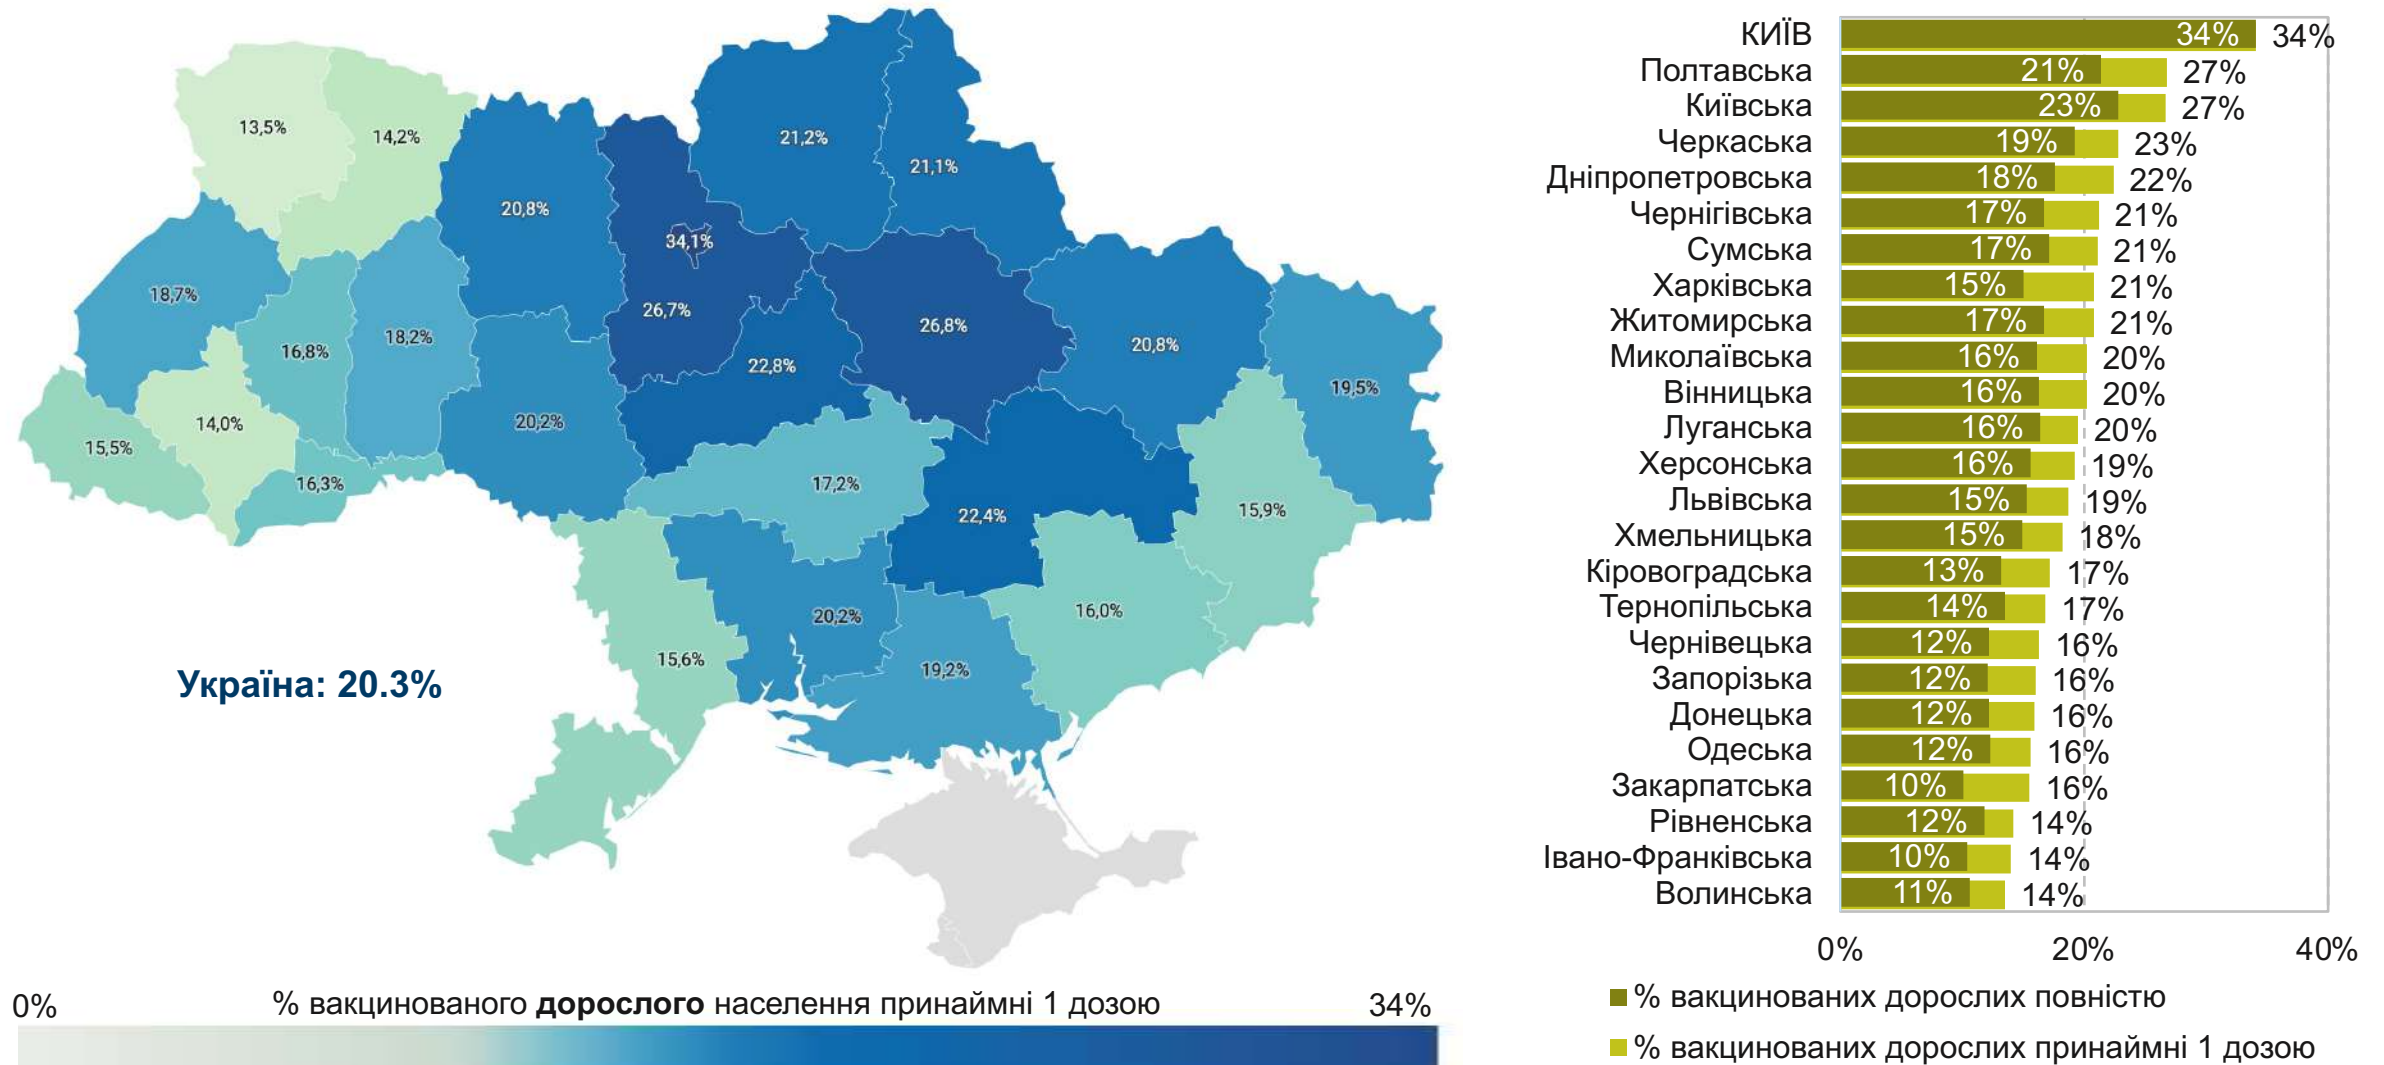 13,5%
14,2%
20,8%
21,2%
21,1%
34,1%
18,7%
26,7%
26,8%
16,8%
18,2%
22,8%
20,8%
19,5%
14,0%
20,2%
15,5%
16,3%
17,2%
22,4%
15,9%
20,2%
16,0%
15,6%
19,2%
Україна: 20.3%
0% % вакцинованого дорослого населення принаймні 1 дозою 34%
КИЇВ 34% 34%
Полтавська 21% 27%
Київська 23% 27%
Черкаська 19% 23%
Дніпропетровська 18% 22%
Чернігівська 17% 21%
Сумська 17% 21%
Харківська 15% 21%
Житомирська 17% 21%
Миколаївська 16% 20%
Вінницька 16% 20%
Луганська 16% 20%
Херсонська 16% 19%
Львівська 15% 19%
Хмельницька 15% 18%
Кіровоградська 13% 17%
Тернопільська 14% 17%
Чернівецька 12% 16%
Запорізька 12% 16%
Донецька 12% 16%
Одеська 12% 16%
Закарпатська 10% 16%
Рівненська 12% 14%
Івано-Франківська 10% 14%
Волинська 11% 14%
0% 20% 40%
% вакцинованих дорослих повністю
% вакцинованих дорослих принаймні 1 дозою